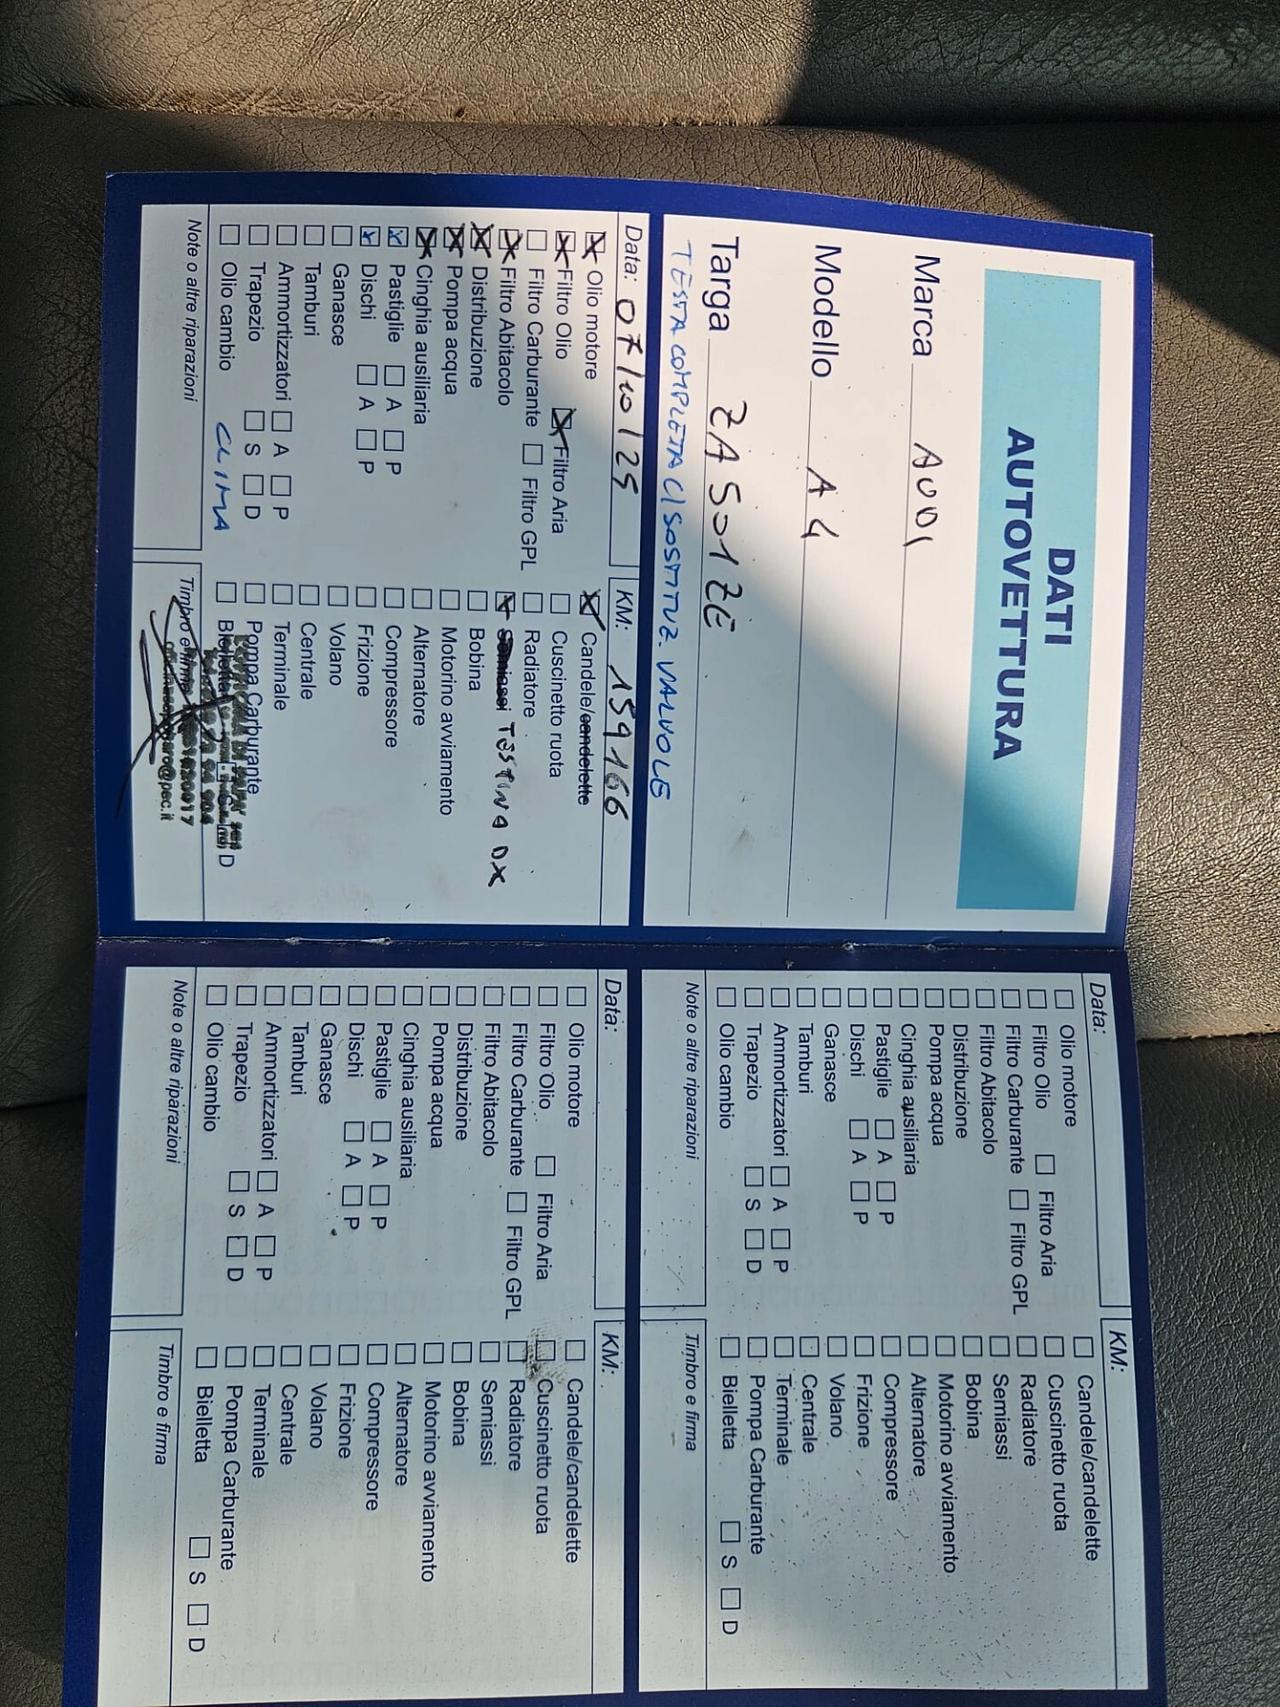 DATI
AUTOVETTURA
Marca AUDI
Modello A4
Targa ZA501ZE
TESTA COMPLETA C/ SOSTITUZ. VALVOLE
Data: 07/10/25 KM: 159166
Olio motore Candele/candelette
Filtro Olio Filtro Aria Cuscinetto ruota
Filtro Carburante Filtro GPL Radiatore
Filtro Abitacolo Semiassi TESTINA DX
Distribuzione Bobina
Pompa acqua Motorino avviamento
Cinghia ausiliaria Alternatore
Pastiglie A P Compressore
Dischi A P Frizione
Ganasce Volano
Tamburi Centrale
Ammortizzatori A P Terminale
Trapezio S D Pompa Carburante
Olio cambio CLIMA Bielletta D
Note o altre riparazioni Timbro e firma
@pec.it
Data: KM:
Olio motore Candele/candelette
Filtro Olio Filtro Aria Cuscinetto ruota
Filtro Carburante Filtro GPL Radiatore
Filtro Abitacolo Semiassi
Distribuzione Bobina
Pompa acqua Motorino avviamento
Cinghia ausiliaria Alternatore
Pastiglie A P Compressore
Dischi A P Frizione
Ganasce Volano
Tamburi Centrale
Ammortizzatori A P Terminale
Trapezio S D Pompa Carburante
Olio cambio Bielletta S D
Note o altre riparazioni Timbro e firma
Data: KM:
Olio motore Candele/candelette
Filtro Olio Filtro Aria Cuscinetto ruota
Filtro Carburante Filtro GPL Radiatore
Filtro Abitacolo Semiassi
Distribuzione Bobina
Pompa acqua Motorino avviamento
Cinghia ausiliaria Alternatore
Pastiglie A P Compressore
Dischi A P Frizione
Ganasce Volano
Tamburi Centrale
Ammortizzatori A P Terminale
Trapezio S D Pompa Carburante
Olio cambio Bielletta S D
Note o altre riparazioni Timbro e firma